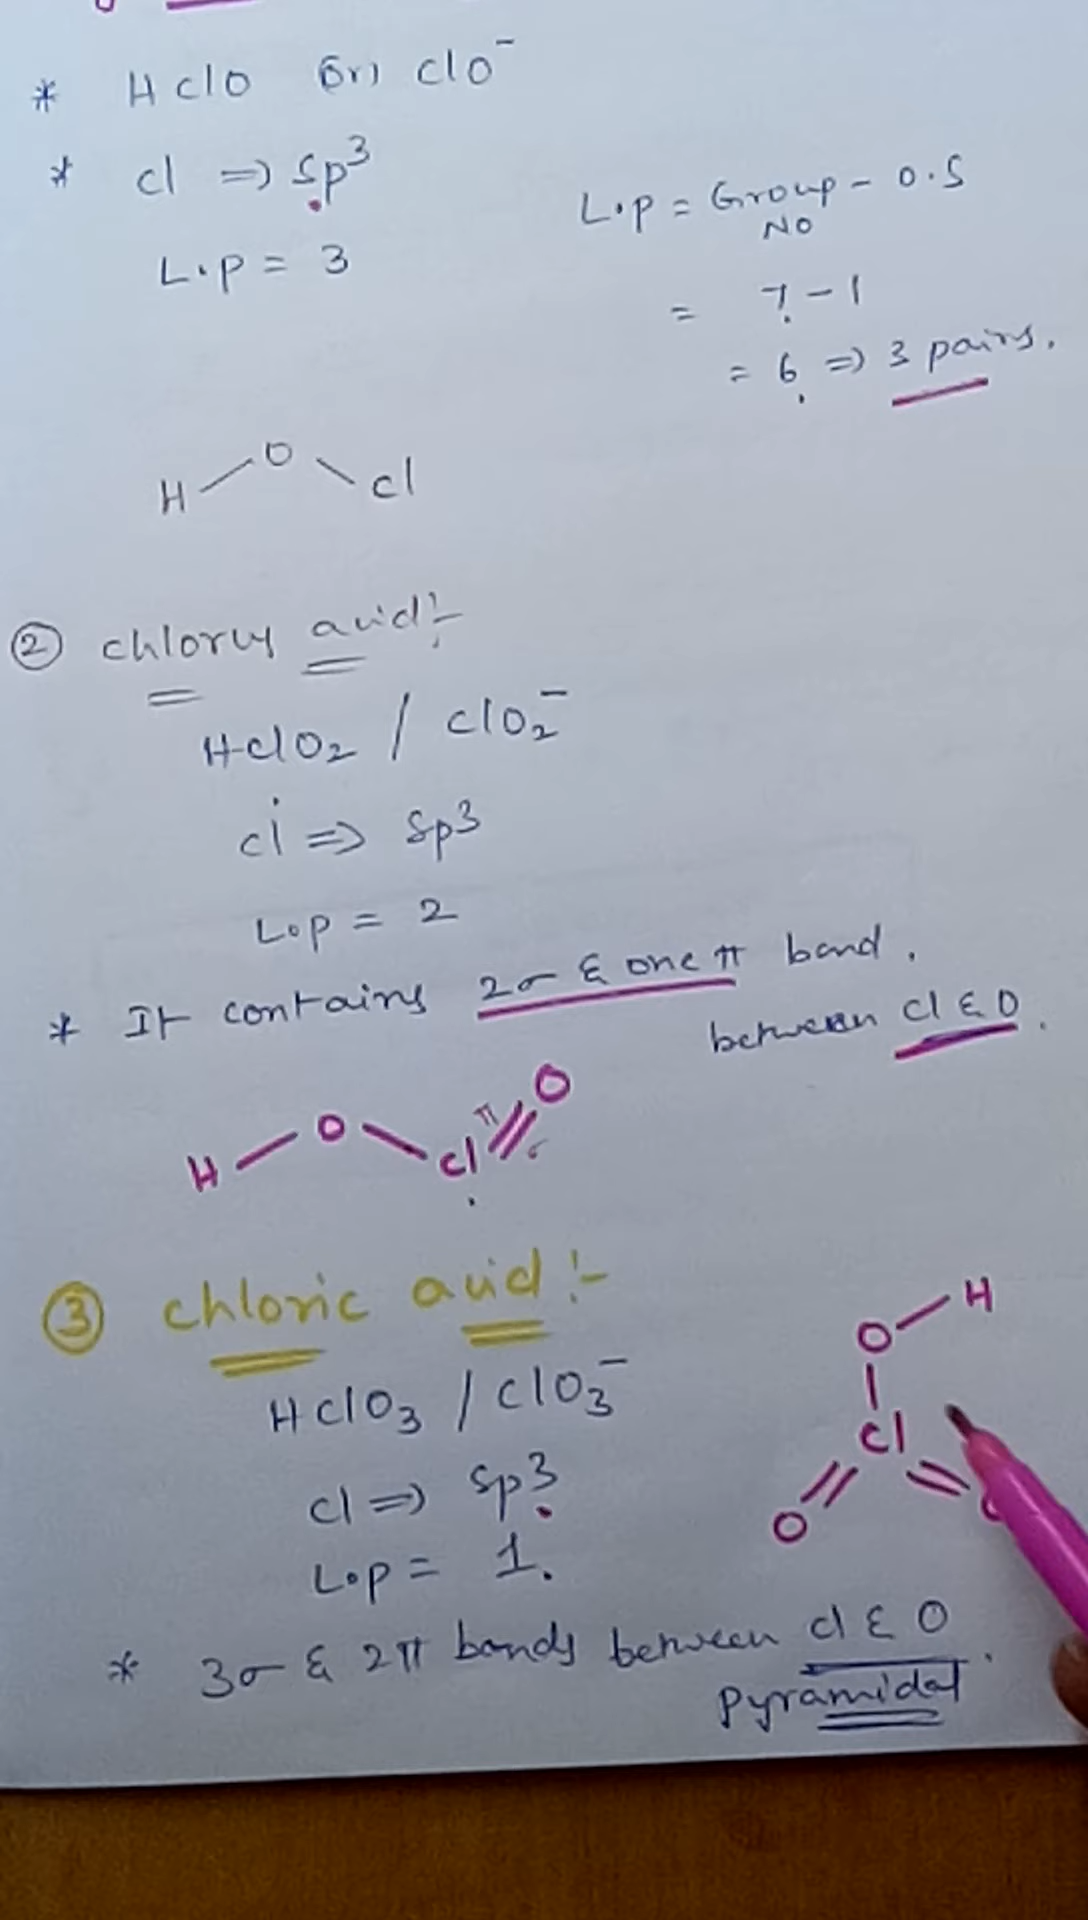 * HClO (or) ClO⁻
* Cl ⇒ Sp³
L.p = 3
L.p = Group - 0.S
NO
= 7 - 1
= 6 ⇒ 3 pairs.
H - O - Cl
② chlorus acid:-
HClO₂ / ClO₂⁻
Cl ⇒ Sp3
L.p = 2
* It contains 2σ & one π bond.
between Cl & O.
H - O - Cl = O
π σ
③ chloric acid:-
HClO₃ / ClO₃⁻
O - H
Cl
O
Cl ⇒ Sp3
L.p = 1.
* 3σ & 2π bonds between Cl & O.
Pyramidal